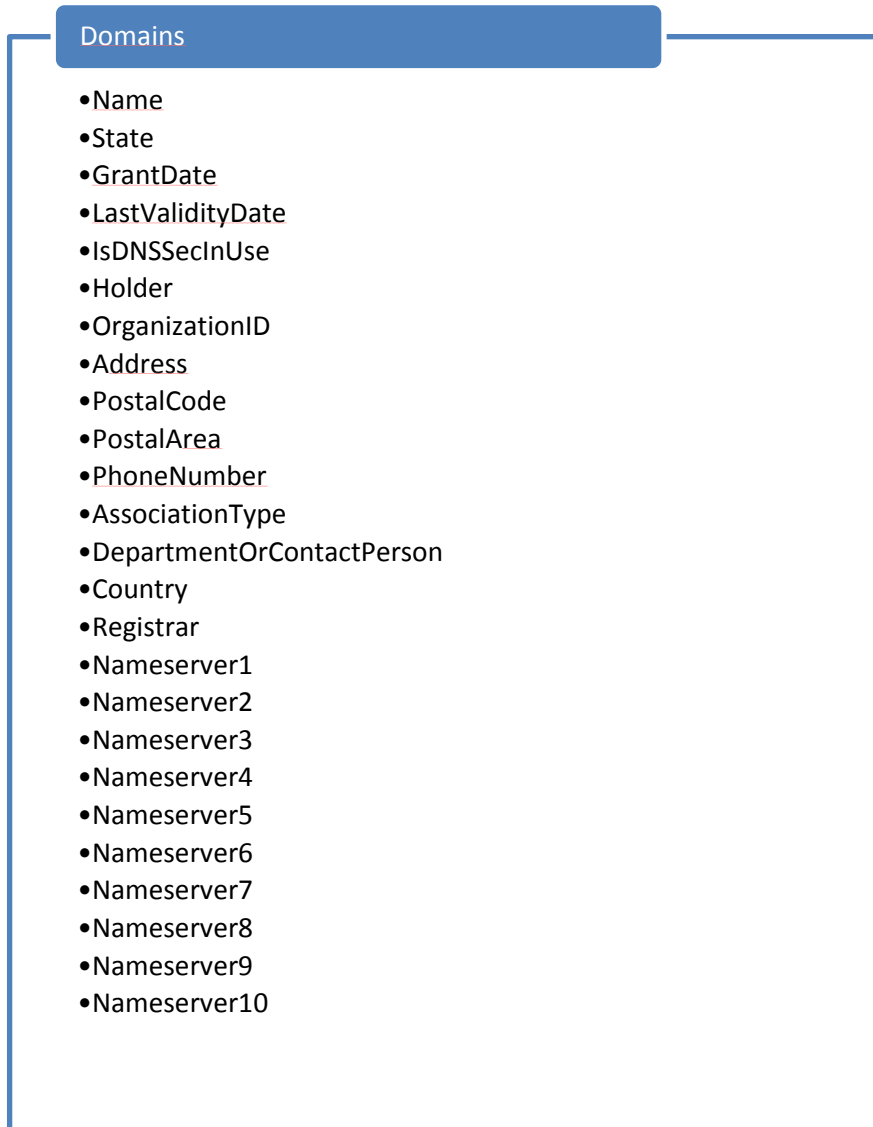 Domains
•Name
•State
•GrantDate
•LastValidityDate
•IsDNSSecInUse
•Holder
•OrganizationID
•Address
•PostalCode
•PostalArea
•PhoneNumber
•AssociationType
•DepartmentOrContactPerson
•Country
•Registrar
•Nameserver1
•Nameserver2
•Nameserver3
•Nameserver4
•Nameserver5
•Nameserver6
•Nameserver7
•Nameserver8
•Nameserver9
•Nameserver10